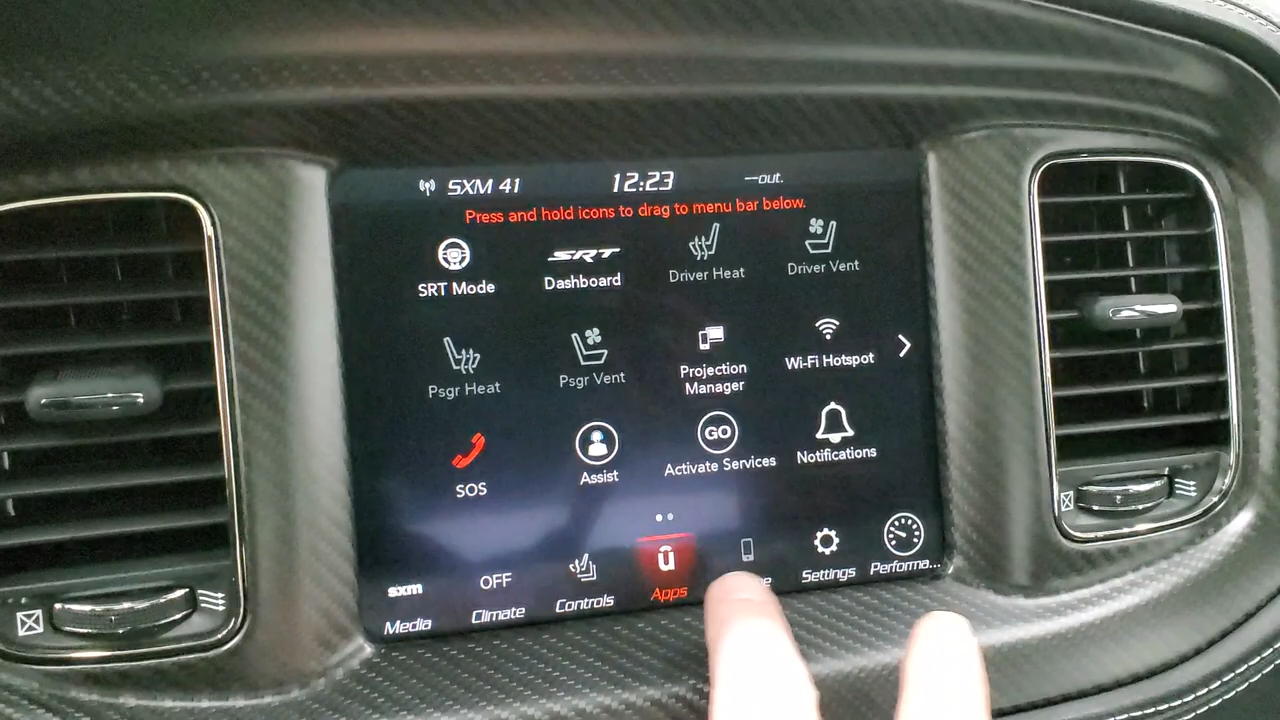 SXM 41 12:23 --out.
Press and hold icons to drag to menu bar below.
SRT Mode
SRT
Dashboard
Driver Heat
Driver Vent
Psgr Heat
Psgr Vent
Projection
Manager
Wi-Fi Hotspot
SOS
Assist
GO
Activate Services
Notifications
sxm
Media
OFF
Climate
Controls
û
Apps
Settings
Performa...